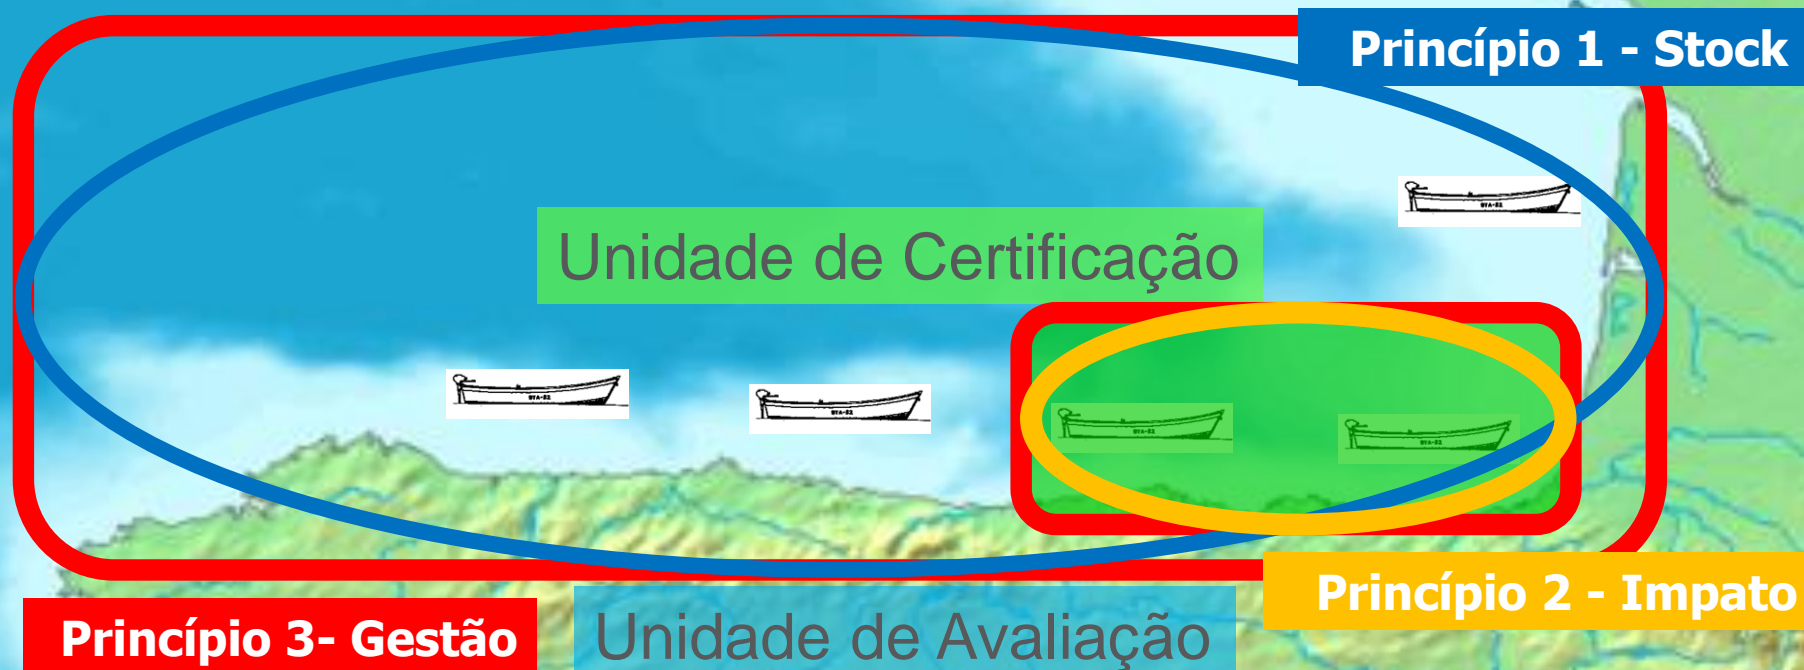 Princípio 1 - Stock
Unidade de Certificação
Princípio 2 - Impato
Princípio 3- Gestão
Unidade de Avaliação